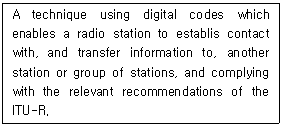 A technique using digital codes which
enables a radio station to establis contact
with, and transfer information to, another
station or group of stations, and complying
with the relevant recommendations of the
ITU-R.